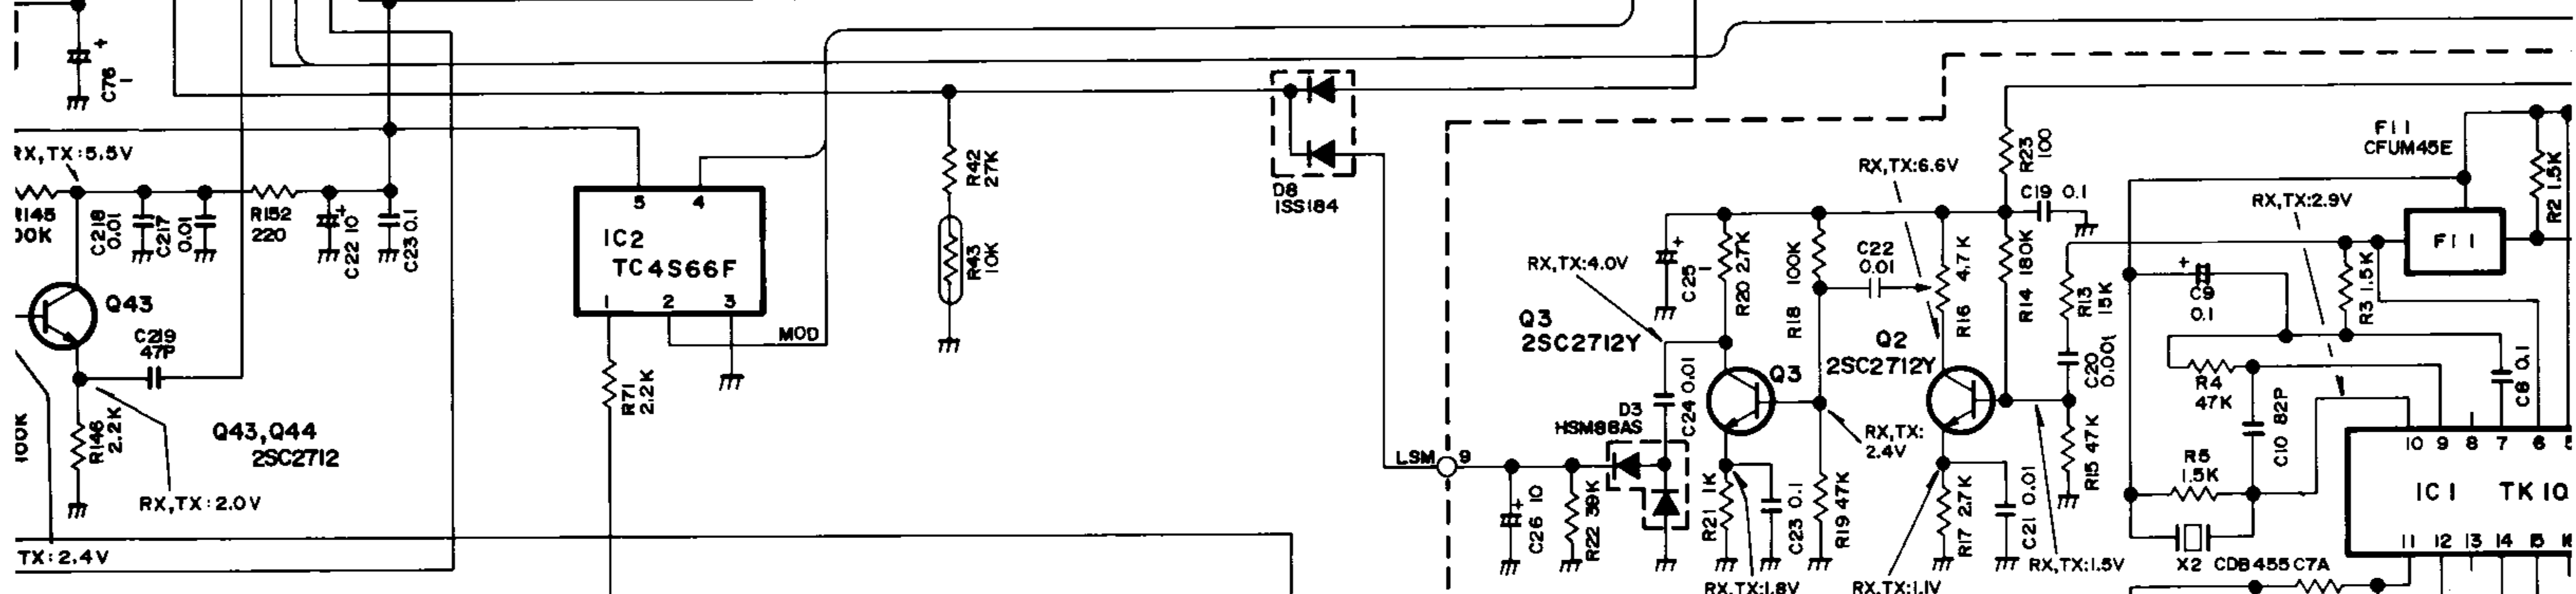 C76
+
RX,TX:5.5V
C218
0.01
C217
0.01
R152
220
C22 10
+
C23 0.1
Q43
C219
47P
R146
2.2K
100K
Q43,Q44
2SC2712
RX,TX:2.0V
TX:2.4V
5 4
IC2
TC4S66F
1 2 3
MOD
R71
2.2K
R42
27K
R43
10K
D8
ISS184
LSM 9
C26 10
+
R22 39K
D3
HSM88AS
RX,TX:4.0V
Q3
2SC2712Y
C25
+
R20 2.7K
C24 0.01
Q3
R21 1K
C23 0.1
RX,TX:1.8V
R18 100K
C22
0.01
R19 47K
RX,TX:
2.4V
RX,TX:6.6V
R16 4.7K
Q2
2SC2712Y
R17 2.7K
C21 0.01
RX,TX:1.1V
RX,TX:1.5V
R23
100
C19 0.1
R14 180K
R13
15K
C20
0.001
R15 47K
RX,TX:2.9V
FI1
CFUM45E
FI1
R2 1.5K
C9
0.1
+
R3 1.5K
R4
47K
C10 82P
C8 0.1
R5
1.5K
X2 CDB455C7A
10 9 8 7 6
IC1 TK10
11 12 13 14 15